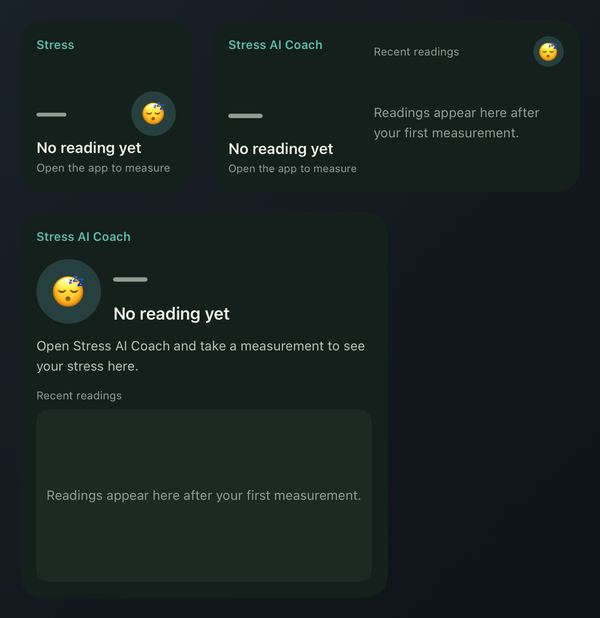 Stress
No reading yet
Open the app to measure
Stress AI Coach
No reading yet
Open the app to measure
Recent readings
Readings appear here after
your first measurement.
Stress AI Coach
No reading yet
Open Stress AI Coach and take a measurement to see
your stress here.
Recent readings
Readings appear here after your first measurement.